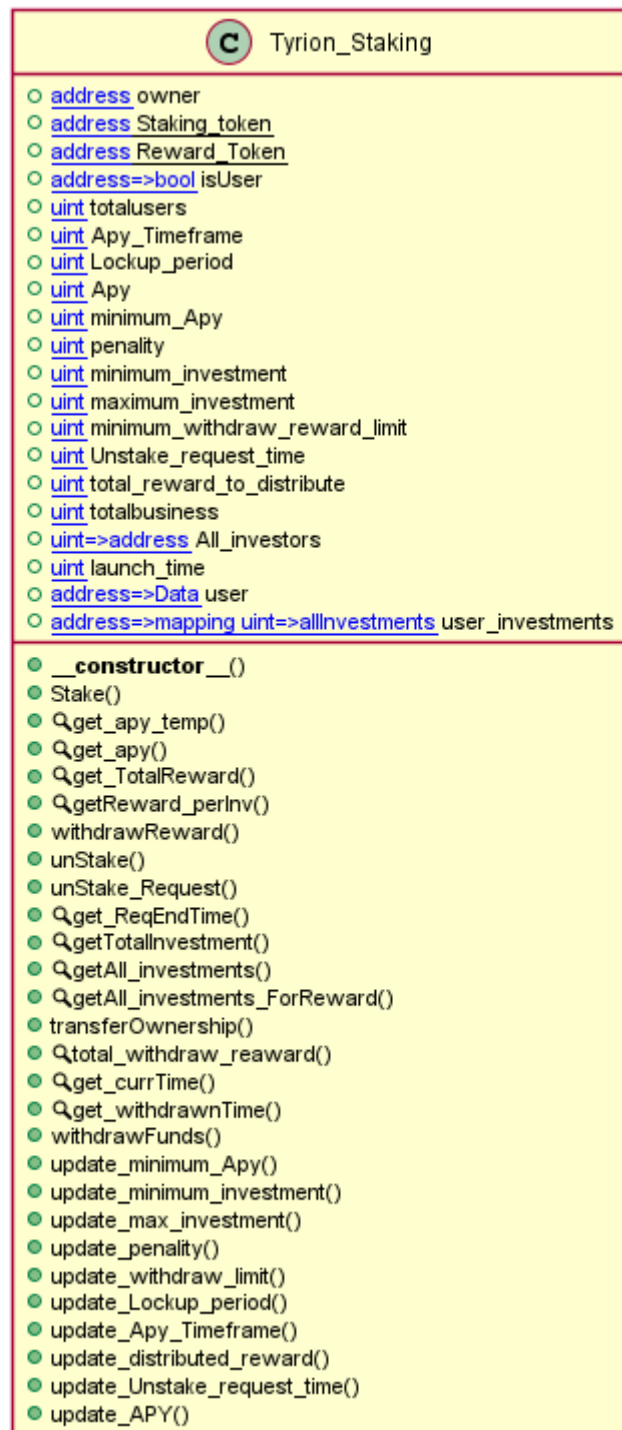 C Tyrion_Staking
address owner
address Staking_token
address Reward_Token
address=>bool isUser
uint totalusers
uint Apy_Timeframe
uint Lockup_period
uint Apy
uint minimum_Apy
uint penality
uint minimum_investment
uint maximum_investment
uint minimum_withdraw_reward_limit
uint Unstake_request_time
uint total_reward_to_distribute
uint totalbusiness
uint=>address All_investors
uint launch_time
address=>Data user
address=>mapping uint=>allInvestments user_investments
__constructor__()
Stake()
get_apy_temp()
get_apy()
get_TotalReward()
getReward_perInv()
withdrawReward()
unStake()
unStake_Request()
get_ReqEndTime()
getTotalInvestment()
getAll_investments()
getAll_investments_ForReward()
transferOwnership()
total_withdraw_reaward()
get_currTime()
get_withdrawnTime()
withdrawFunds()
update_minimum_Apy()
update_minimum_investment()
update_max_investment()
update_penality()
update_withdraw_limit()
update_Lockup_period()
update_Apy_Timeframe()
update_distributed_reward()
update_Unstake_request_time()
update_APY()